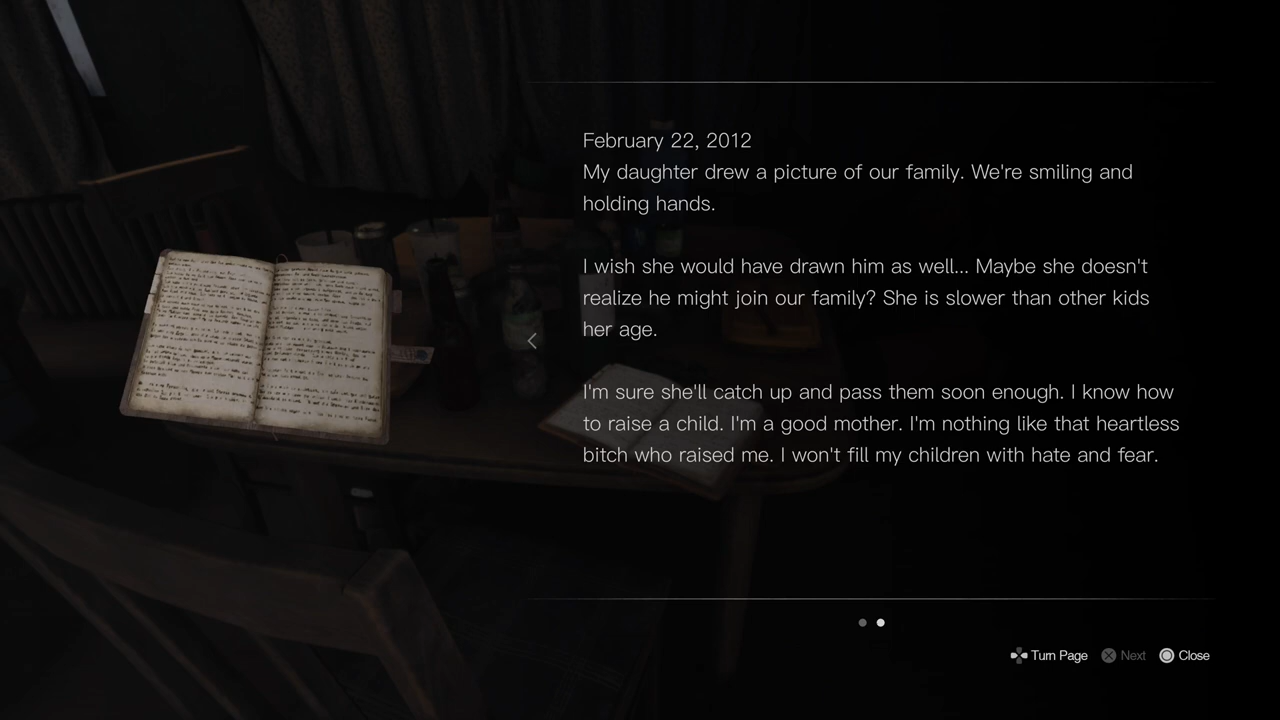 February 22, 2012
My daughter drew a picture of our family. We're smiling and
holding hands.
I wish she would have drawn him as well... Maybe she doesn't
realize he might join our family? She is slower than other kids
her age.
I'm sure she'll catch up and pass them soon enough. I know how
to raise a child. I'm a good mother. I'm nothing like that heartless
bitch who raised me. I won't fill my children with hate and fear.
Turn Page Next Close